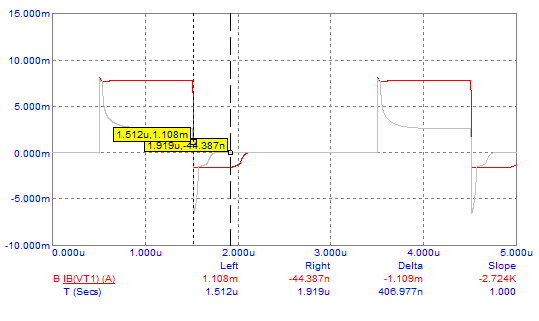 15.000m
10.000m
5.000m
1.512u,1.108m
1.919u,-44.387n
0.000m
-5.000m
-10.000m
0.000u 1.000u 2.000u 3.000u 4.000u 5.000u
Left Right Delta Slope
B IB(VT1) (A) 1.108m -44.387n -1.109m -2.724K
T (Secs) 1.512u 1.919u 406.977n 1.000